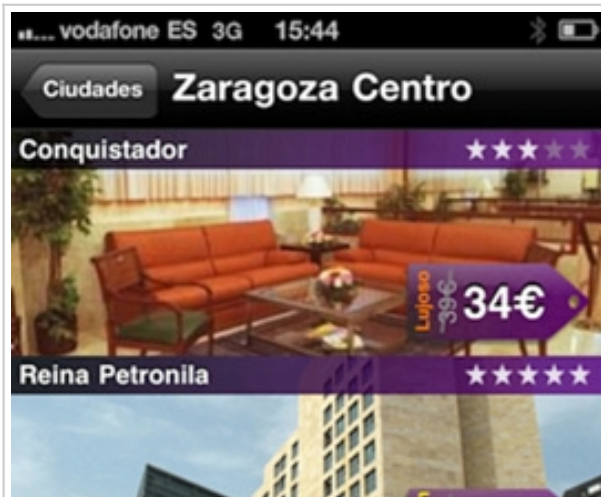 vodafone ES 3G 15:44
Ciudades
Zaragoza Centro
Conquistador
Lujoso
39€
34€
Reina Petronila